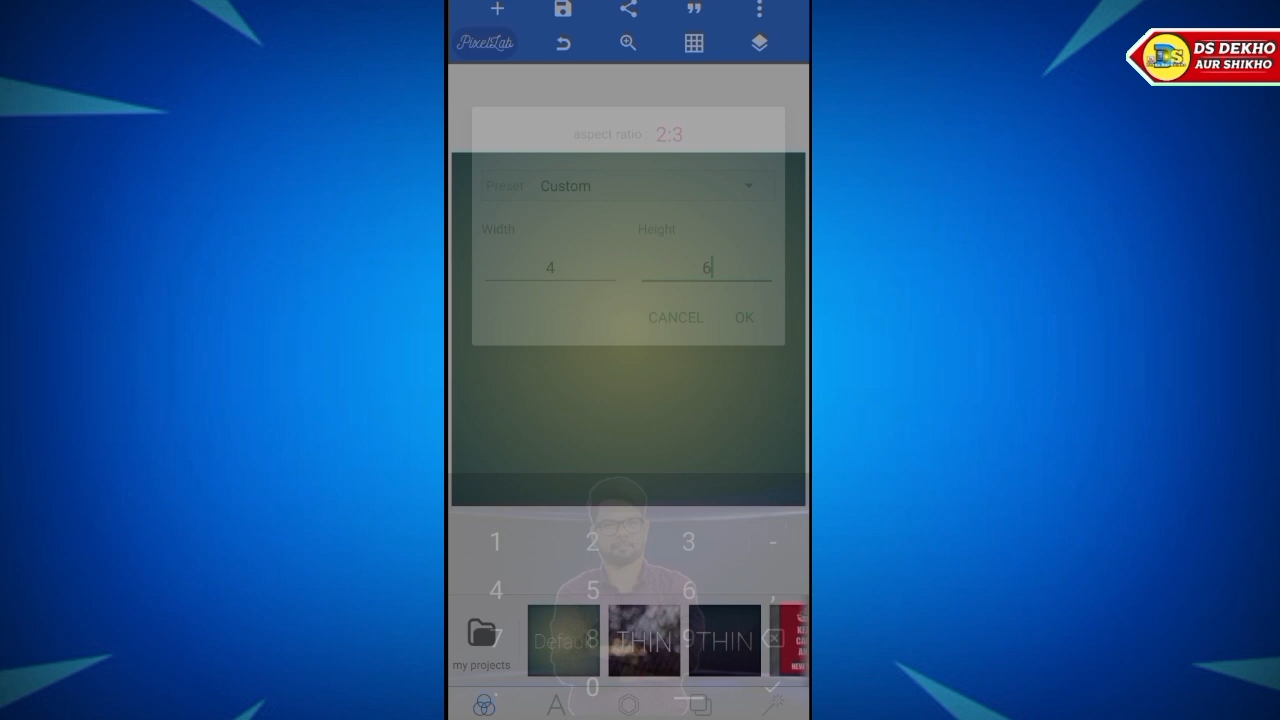 PixelLab
DS DEKHO
AUR SHIKHO
aspect ratio 2:3
Preset Custom
Width Height
4 6
CANCEL OK
1 2 3 -
4 5 6 ,
7 8 9
. 0
my projects
Default
THIN
THIN